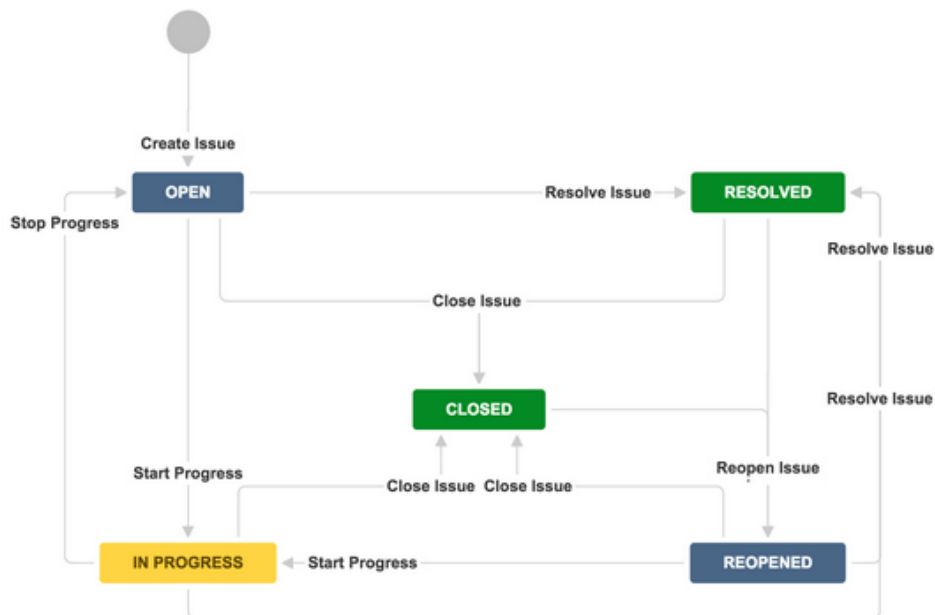 Create Issue
OPEN
Resolve Issue
RESOLVED
Stop Progress
Resolve Issue
Close Issue
CLOSED
Resolve Issue
Start Progress
Reopen Issue
Close Issue
Close Issue
IN PROGRESS
Start Progress
REOPENED